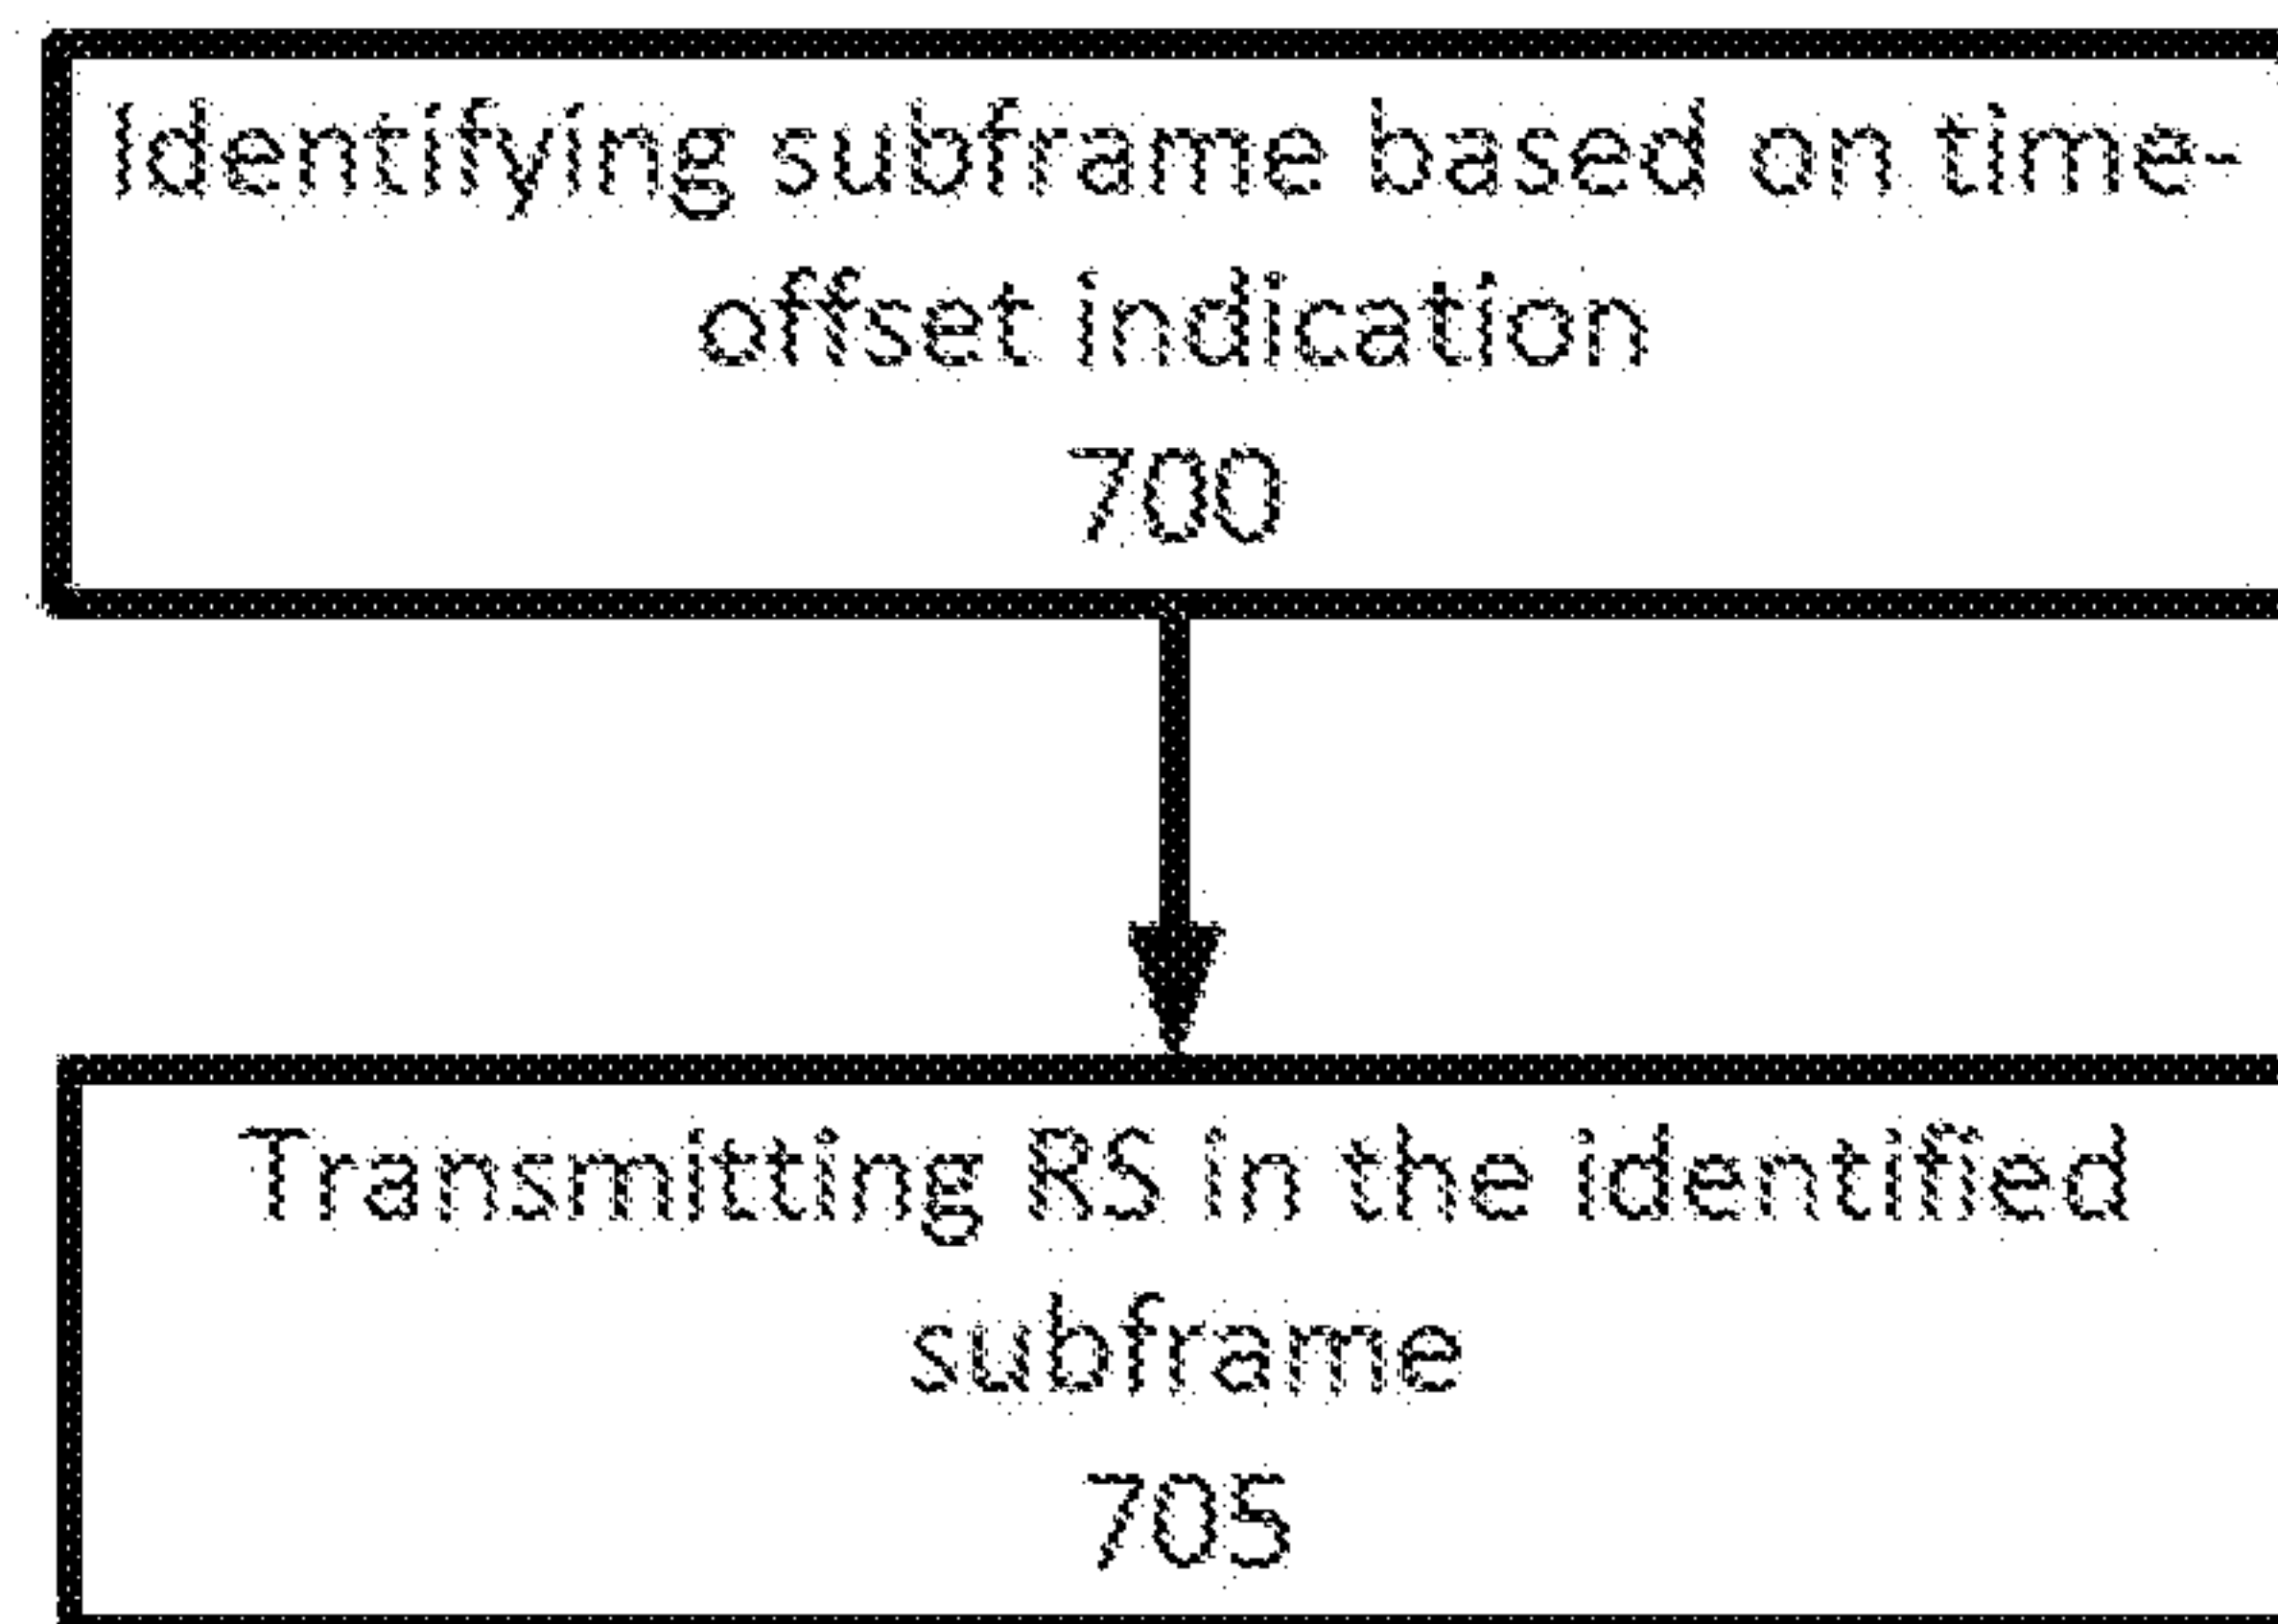 Identifying subframe based on time-
offset indication
700
Transmitting RS in the identified
subframe
705